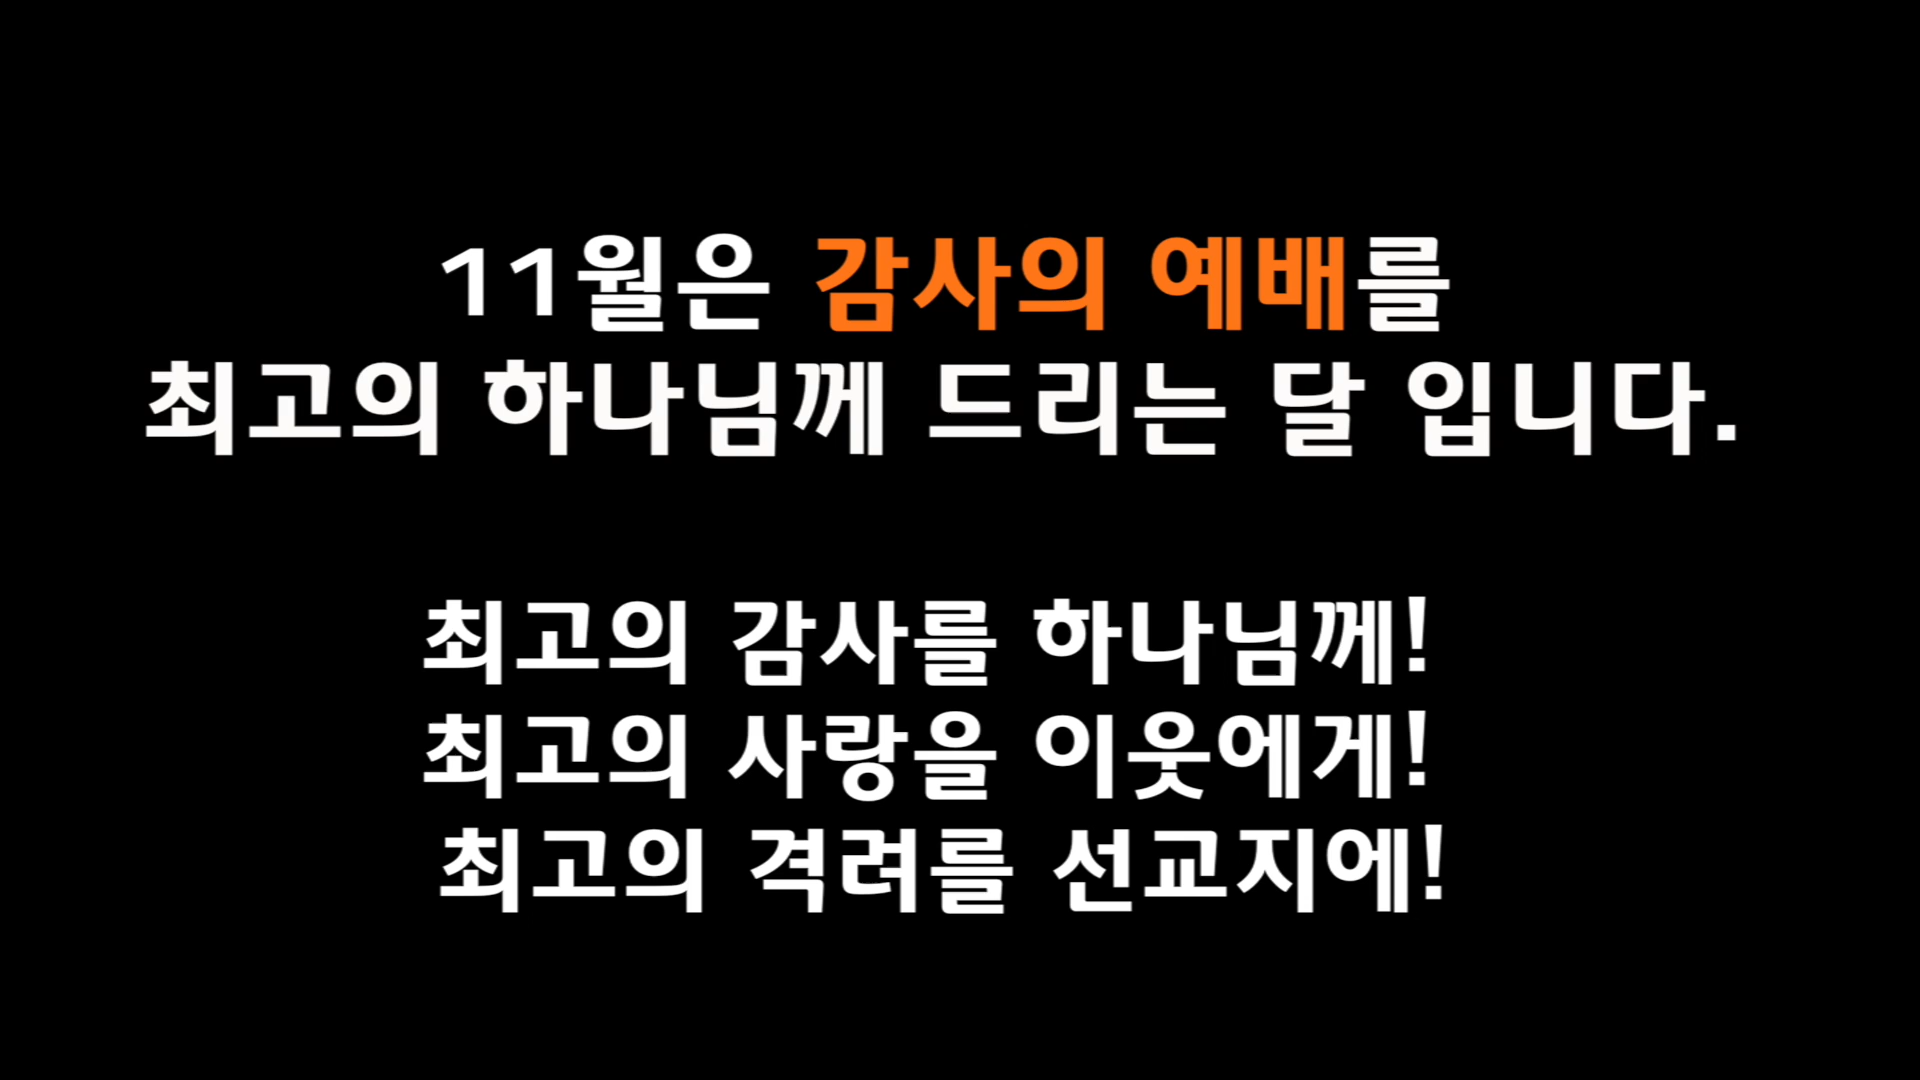 11월은 감사의 예배를
최고의 하나님께 드리는 달 입니다.
최고의 감사를 하나님께!
최고의 사랑을 이웃에게!
최고의 격려를 선교지에!